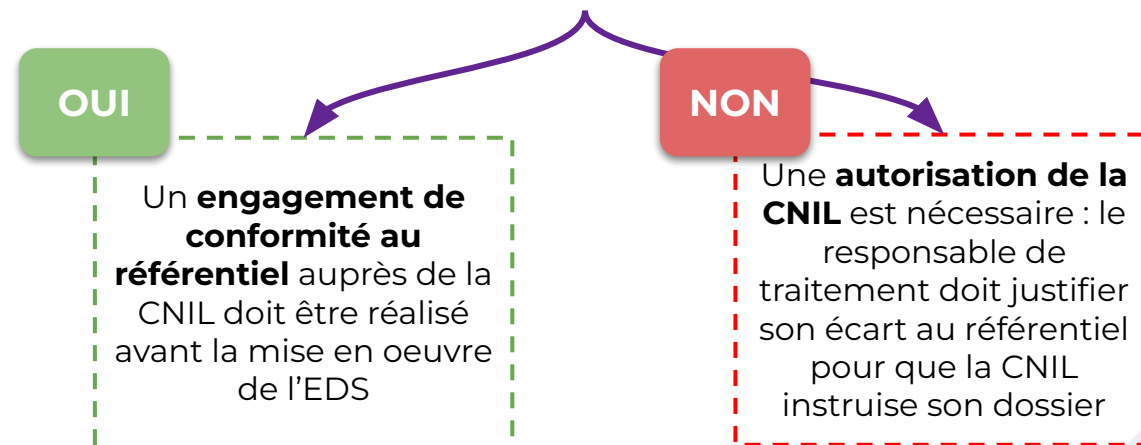 OUI
Un engagement de
conformité au
référentiel auprès de la
CNIL doit être réalisé
avant la mise en oeuvre
de l'EDS
NON
Une autorisation de la
CNIL est nécessaire : le
responsable de
traitement doit justifier
son écart au référentiel
pour que la CNIL
instruise son dossier